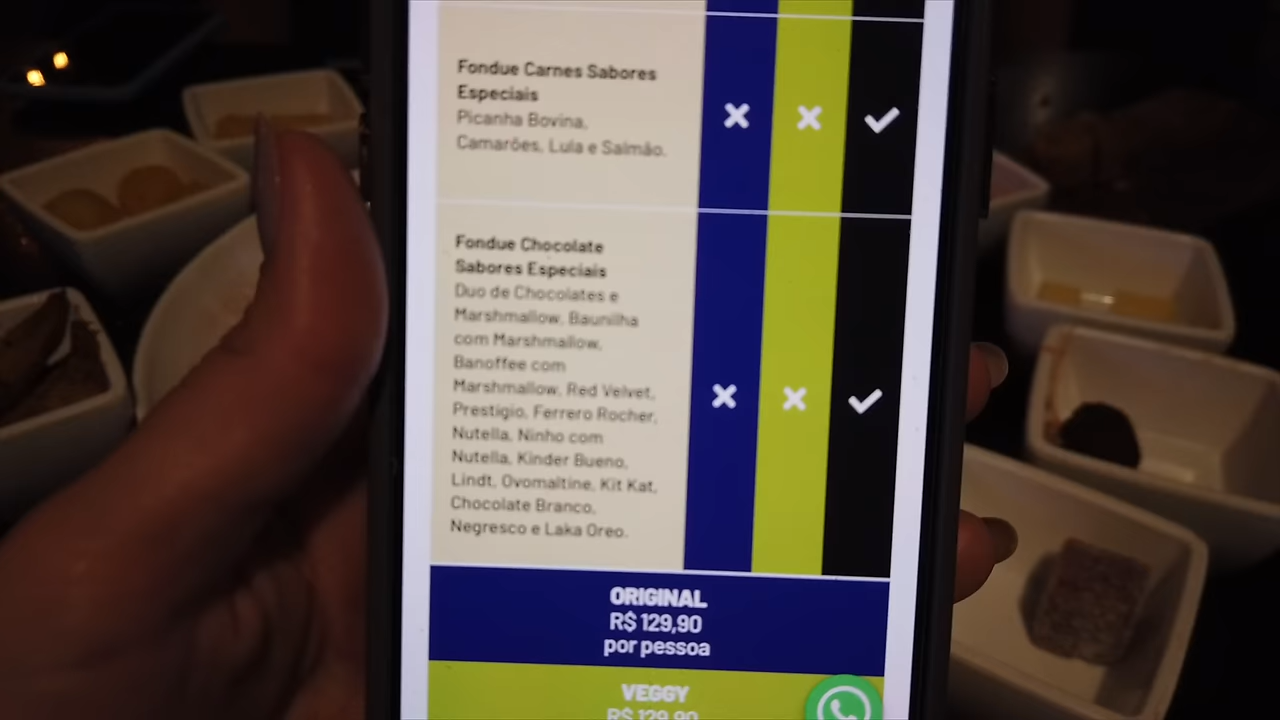 Fondue Carnes Sabores
Especiais
Picanha Bovina,
Camarões, Lula e Salmão.
Fondue Chocolate
Sabores Especiais
Duo de Chocolates e
Marshmallow, Baunilha
com Marshmallow,
Banoffee com
Marshmallow, Red Velvet,
Prestigio, Ferrero Rocher,
Nutella, Ninho com
Nutella, Kinder Bueno,
Lindt, Ovomaltine, Kit Kat,
Chocolate Branco,
Negresco e Laka Oreo.
ORIGINAL
R$ 129,90
por pessoa
VEGGY
R$ 129,90